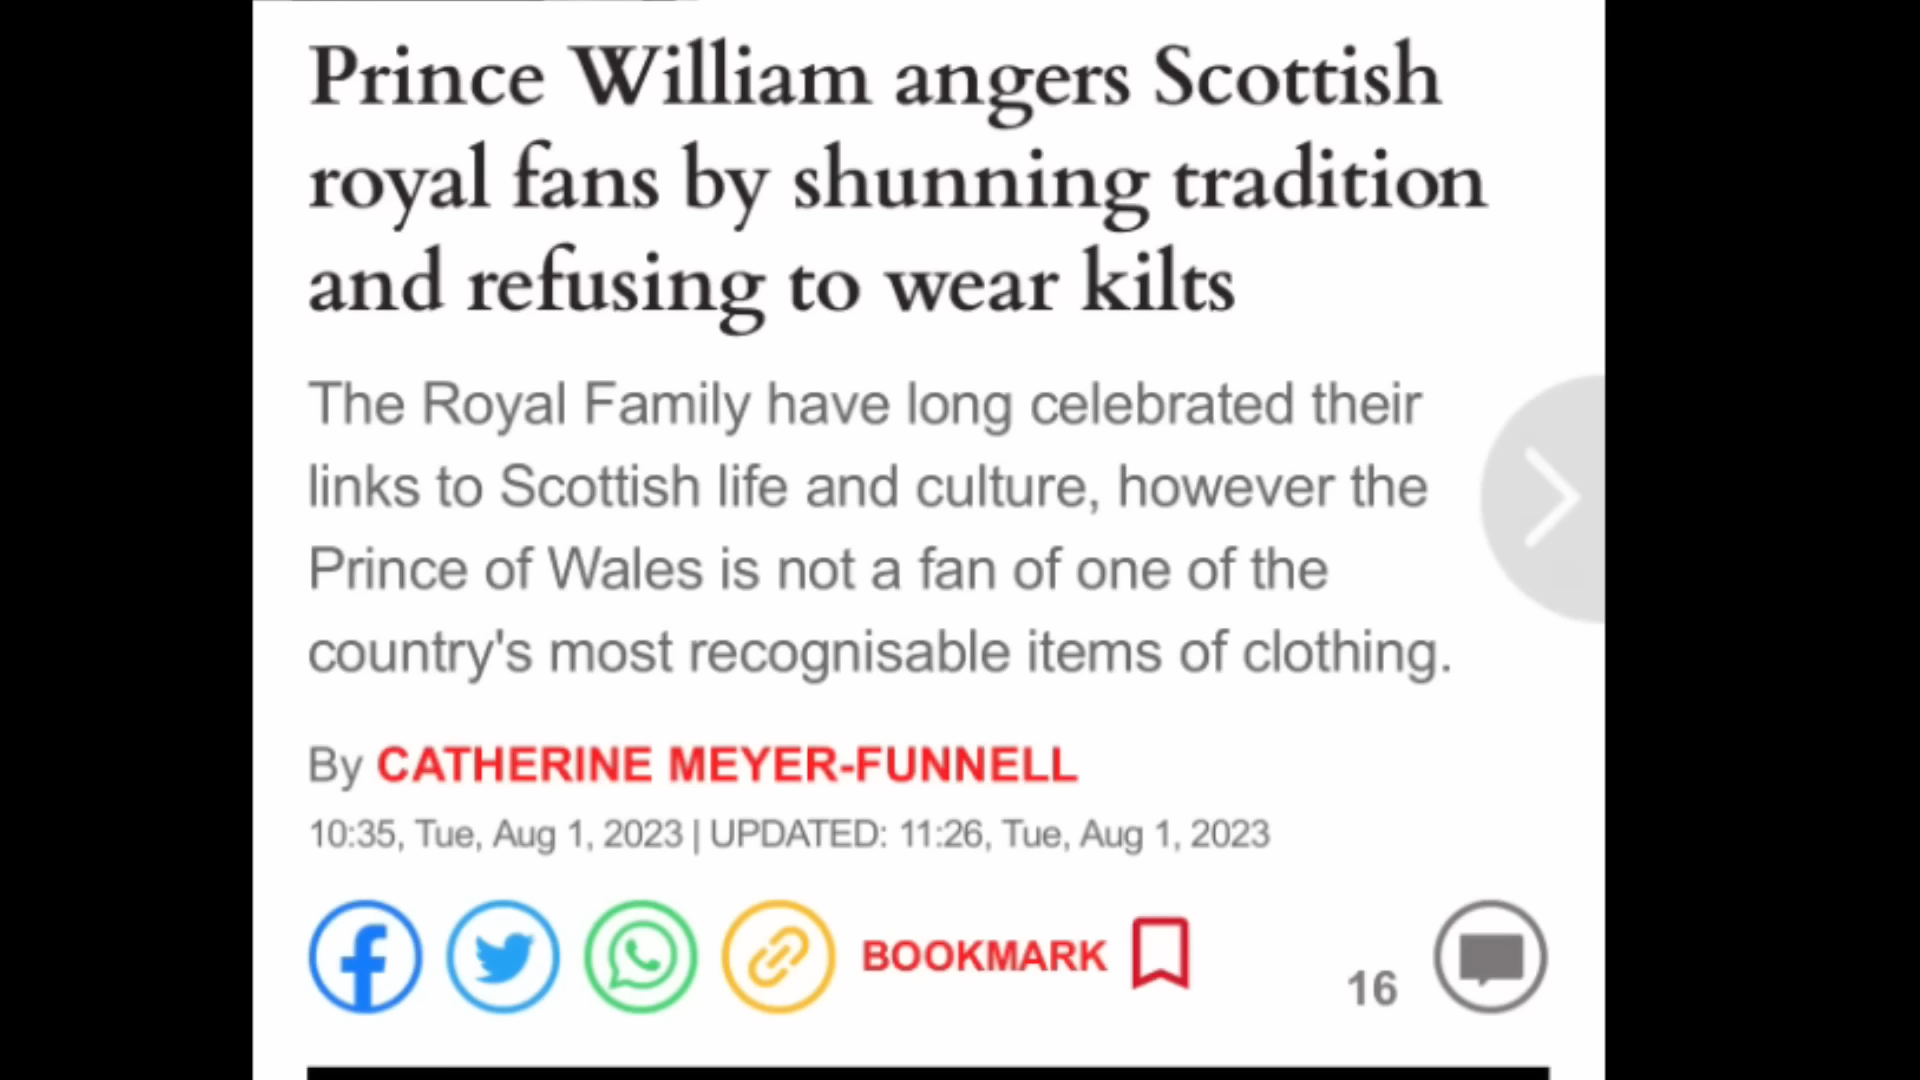 Prince William angers Scottish
royal fans by shunning tradition
and refusing to wear kilts
The Royal Family have long celebrated their
links to Scottish life and culture, however the
Prince of Wales is not a fan of one of the
country's most recognisable items of clothing.
By CATHERINE MEYER-FUNNELL
10:35, Tue, Aug 1, 2023 | UPDATED: 11:26, Tue, Aug 1, 2023
BOOKMARK
16